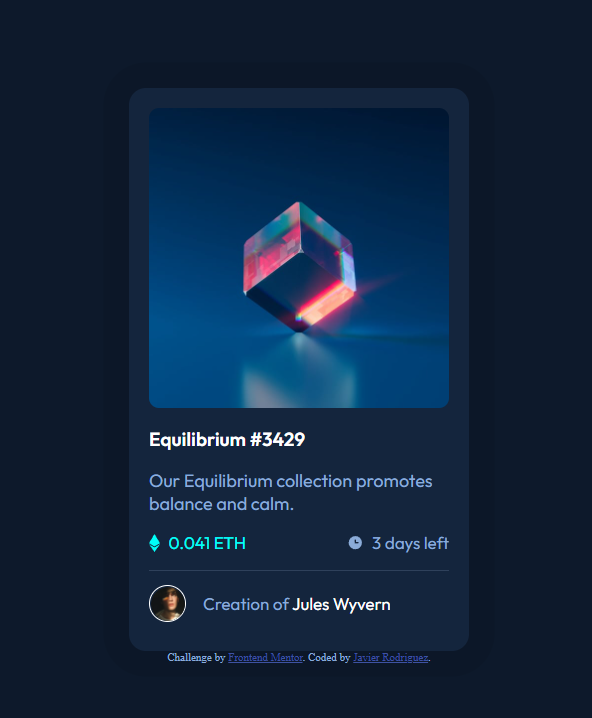 Equilibrium #3429
Our Equilibrium collection promotes
balance and calm.
0.041 ETH
3 days left
Creation of Jules Wyvern
Challenge by Frontend Mentor. Coded by Javier Rodriguez.